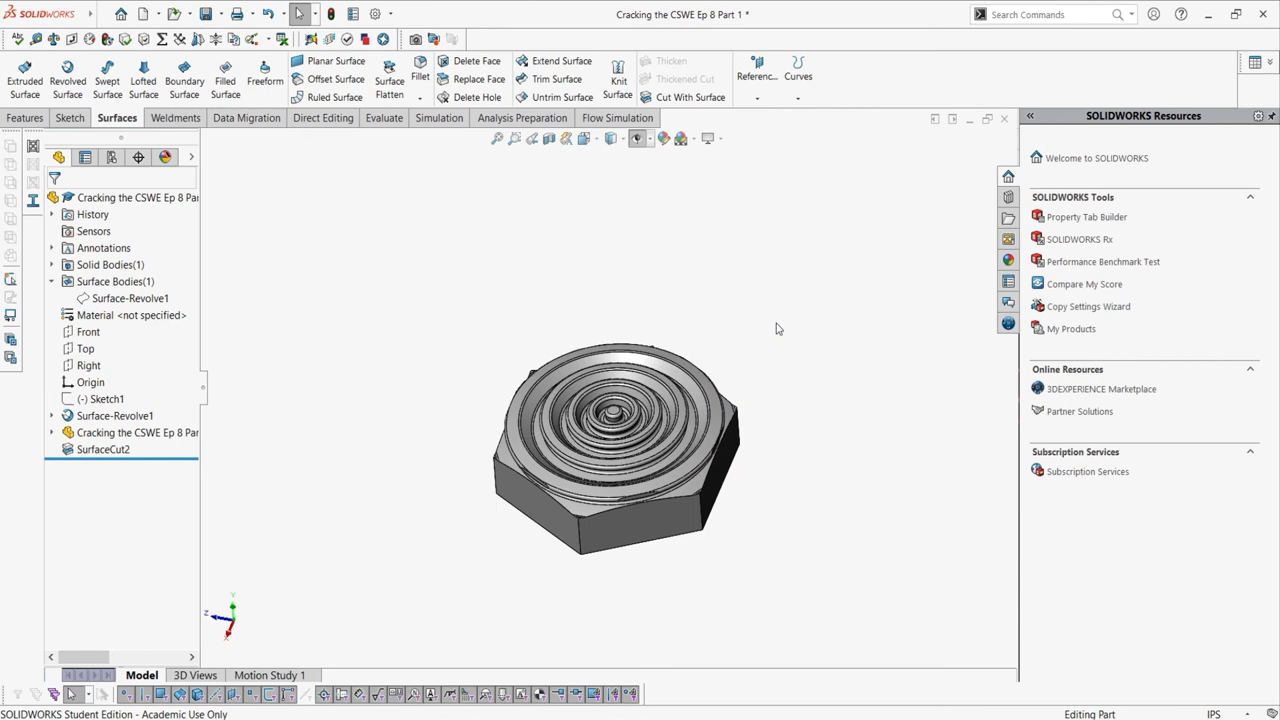 SOLIDWORKS
Cracking the CSWE Ep 8 Part 1 *
Search Commands
Extruded Surface
Revolved Surface
Swept Surface
Lofted Surface
Boundary Surface
Filled Surface
Freeform
Planar Surface
Offset Surface
Ruled Surface
Surface Flatten
Fillet
Delete Face
Replace Face
Delete Hole
Extend Surface
Trim Surface
Untrim Surface
Knit Surface
Thicken
Thickened Cut
Cut With Surface
Referenc...
Curves
Features
Sketch
Surfaces
Weldments
Data Migration
Direct Editing
Evaluate
Simulation
Analysis Preparation
Flow Simulation
Cracking the CSWE Ep 8 Par
History
Sensors
Annotations
Solid Bodies(1)
Surface Bodies(1)
Surface-Revolve1
Material <not specified>
Front
Top
Right
Origin
(-) Sketch1
Surface-Revolve1
Cracking the CSWE Ep 8 Par
SurfaceCut2
Y
Z
X
SOLIDWORKS Resources
Welcome to SOLIDWORKS
SOLIDWORKS Tools
Property Tab Builder
SOLIDWORKS Rx
Performance Benchmark Test
Compare My Score
Copy Settings Wizard
My Products
Online Resources
3DEXPERIENCE Marketplace
Partner Solutions
Subscription Services
Subscription Services
Model
3D Views
Motion Study 1
SOLIDWORKS Student Edition - Academic Use Only
Editing Part
IPS